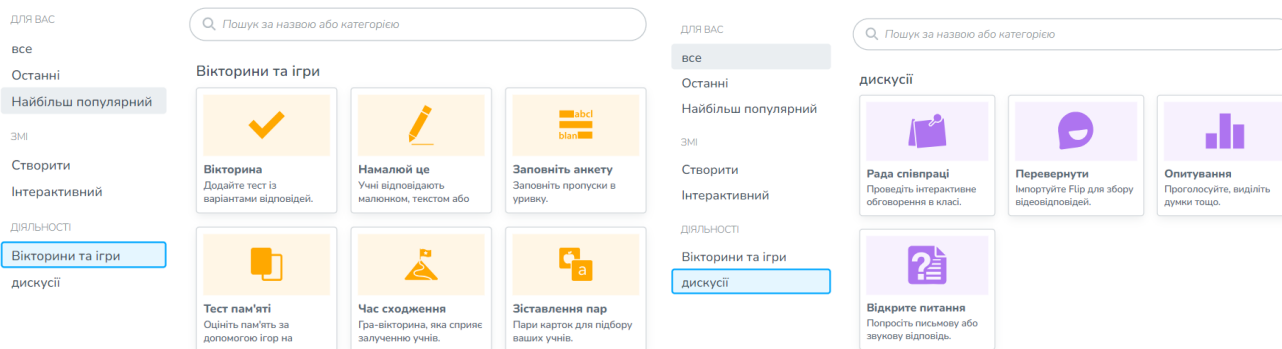 ДЛЯ ВАС
все
Останні
Найбільш популярний
ЗМІ
Створити
Інтерактивний
ДІЯЛЬНОСТІ
Вікторини та ігри
дискусії
Пошук за назвою або категорією
Вікторини та ігри
Вікторина
Додайте тест із
варіантами відповідей.
Намалюй це
Учні відповідають
малюнком, текстом або
abcl
blan
Заповніть анкету
Заповніть пропуски в
уривку.
Тест пам'яті
Оцініть пам'ять за
допомогою ігор на
Час сходження
Гра-вікторина, яка сприяє
залученню учнів.
a
Зіставлення пар
Пари карток для підбору
ваших учнів.
ДЛЯ ВАС
все
Останні
Найбільш популярний
ЗМІ
Створити
Інтерактивний
ДІЯЛЬНОСТІ
Вікторини та ігри
дискусії
Пошук за назвою або категорією
дискусії
Рада співпраці
Проведіть інтерактивне
обговорення в класі.
Перевернути
Імпортуйте Flip для збору
відеовідповідей.
Опитування
Проголосуйте, виділіть
думки тощо.
Відкрите питання
Попросіть письмову або
звукову відповідь.